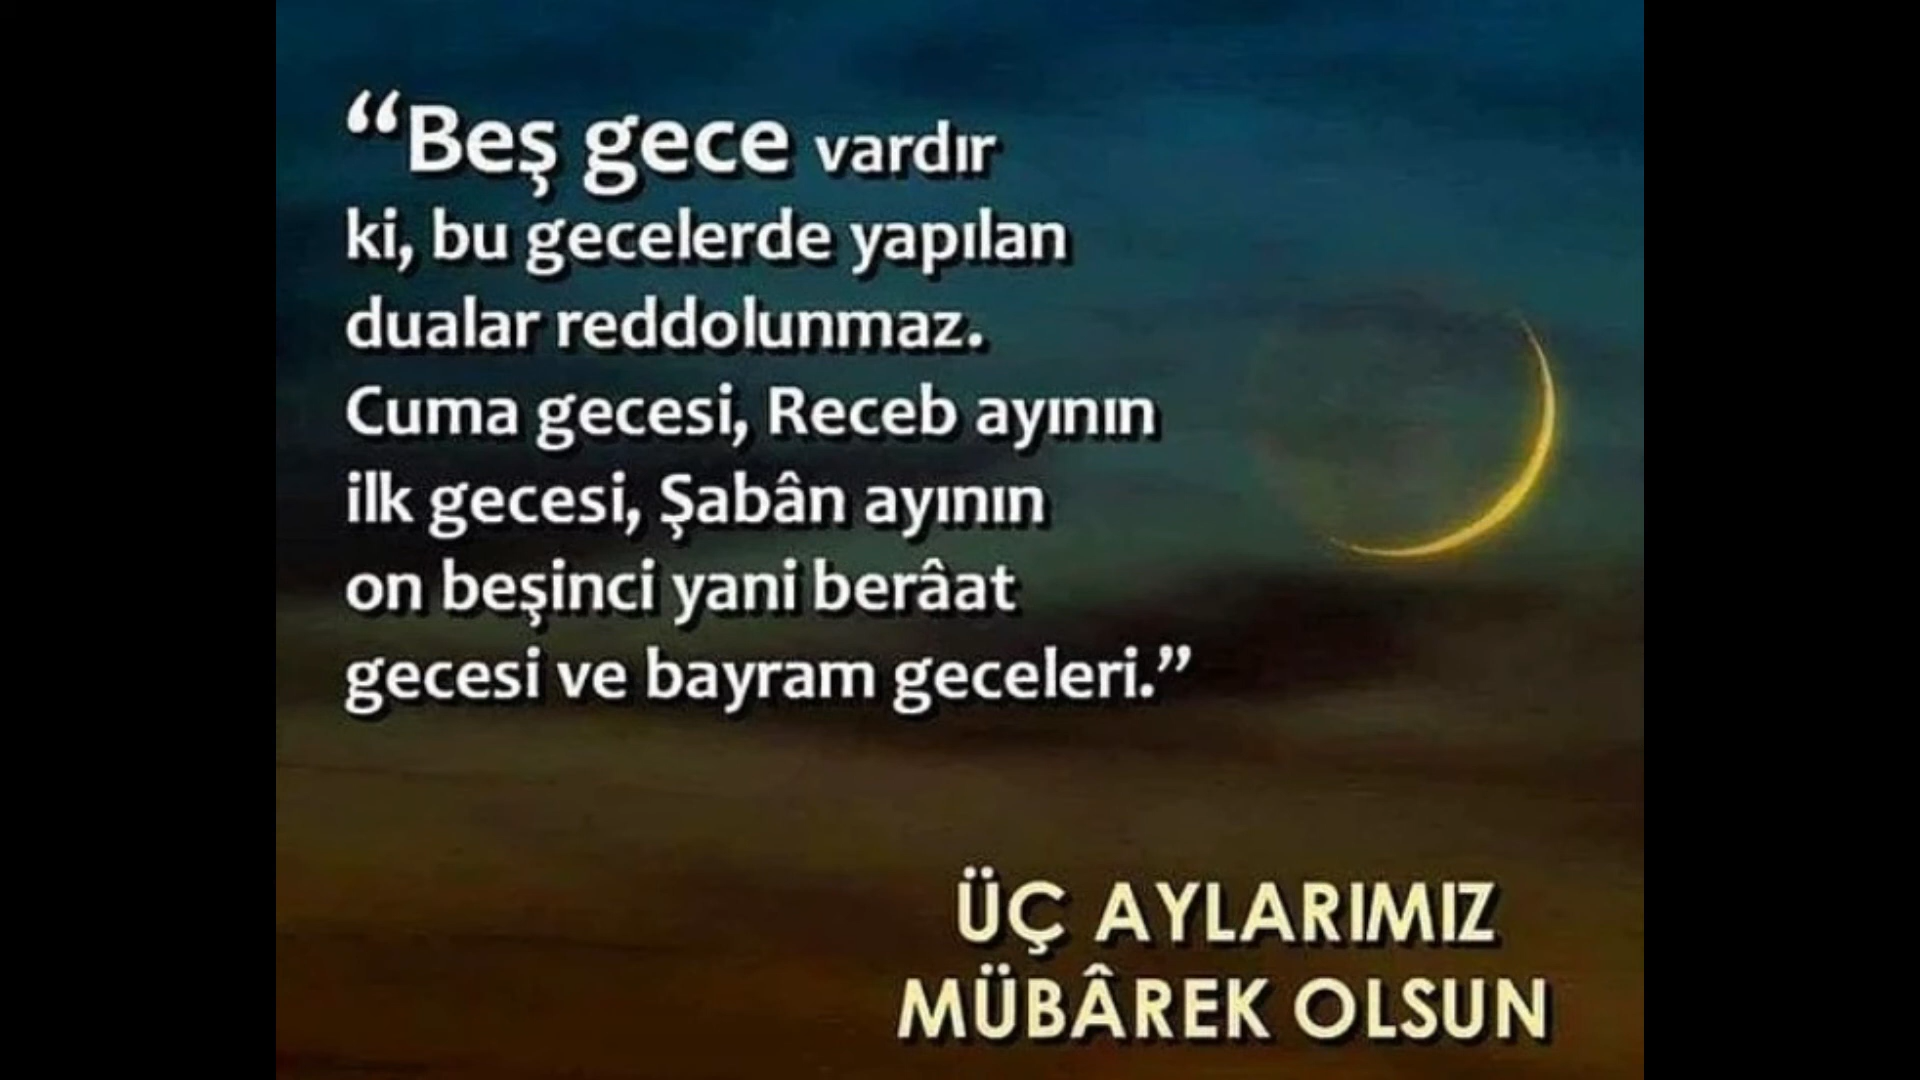 “Beş gece vardır
ki, bu gecelerde yapılan
dualar reddolunmaz.
Cuma gecesi, Receb ayının
ilk gecesi, Şabân ayının
on beşinci yani berâat
gecesi ve bayram geceleri.”
ÜÇ AYLARIMIZ
MÜBÂREK OLSUN